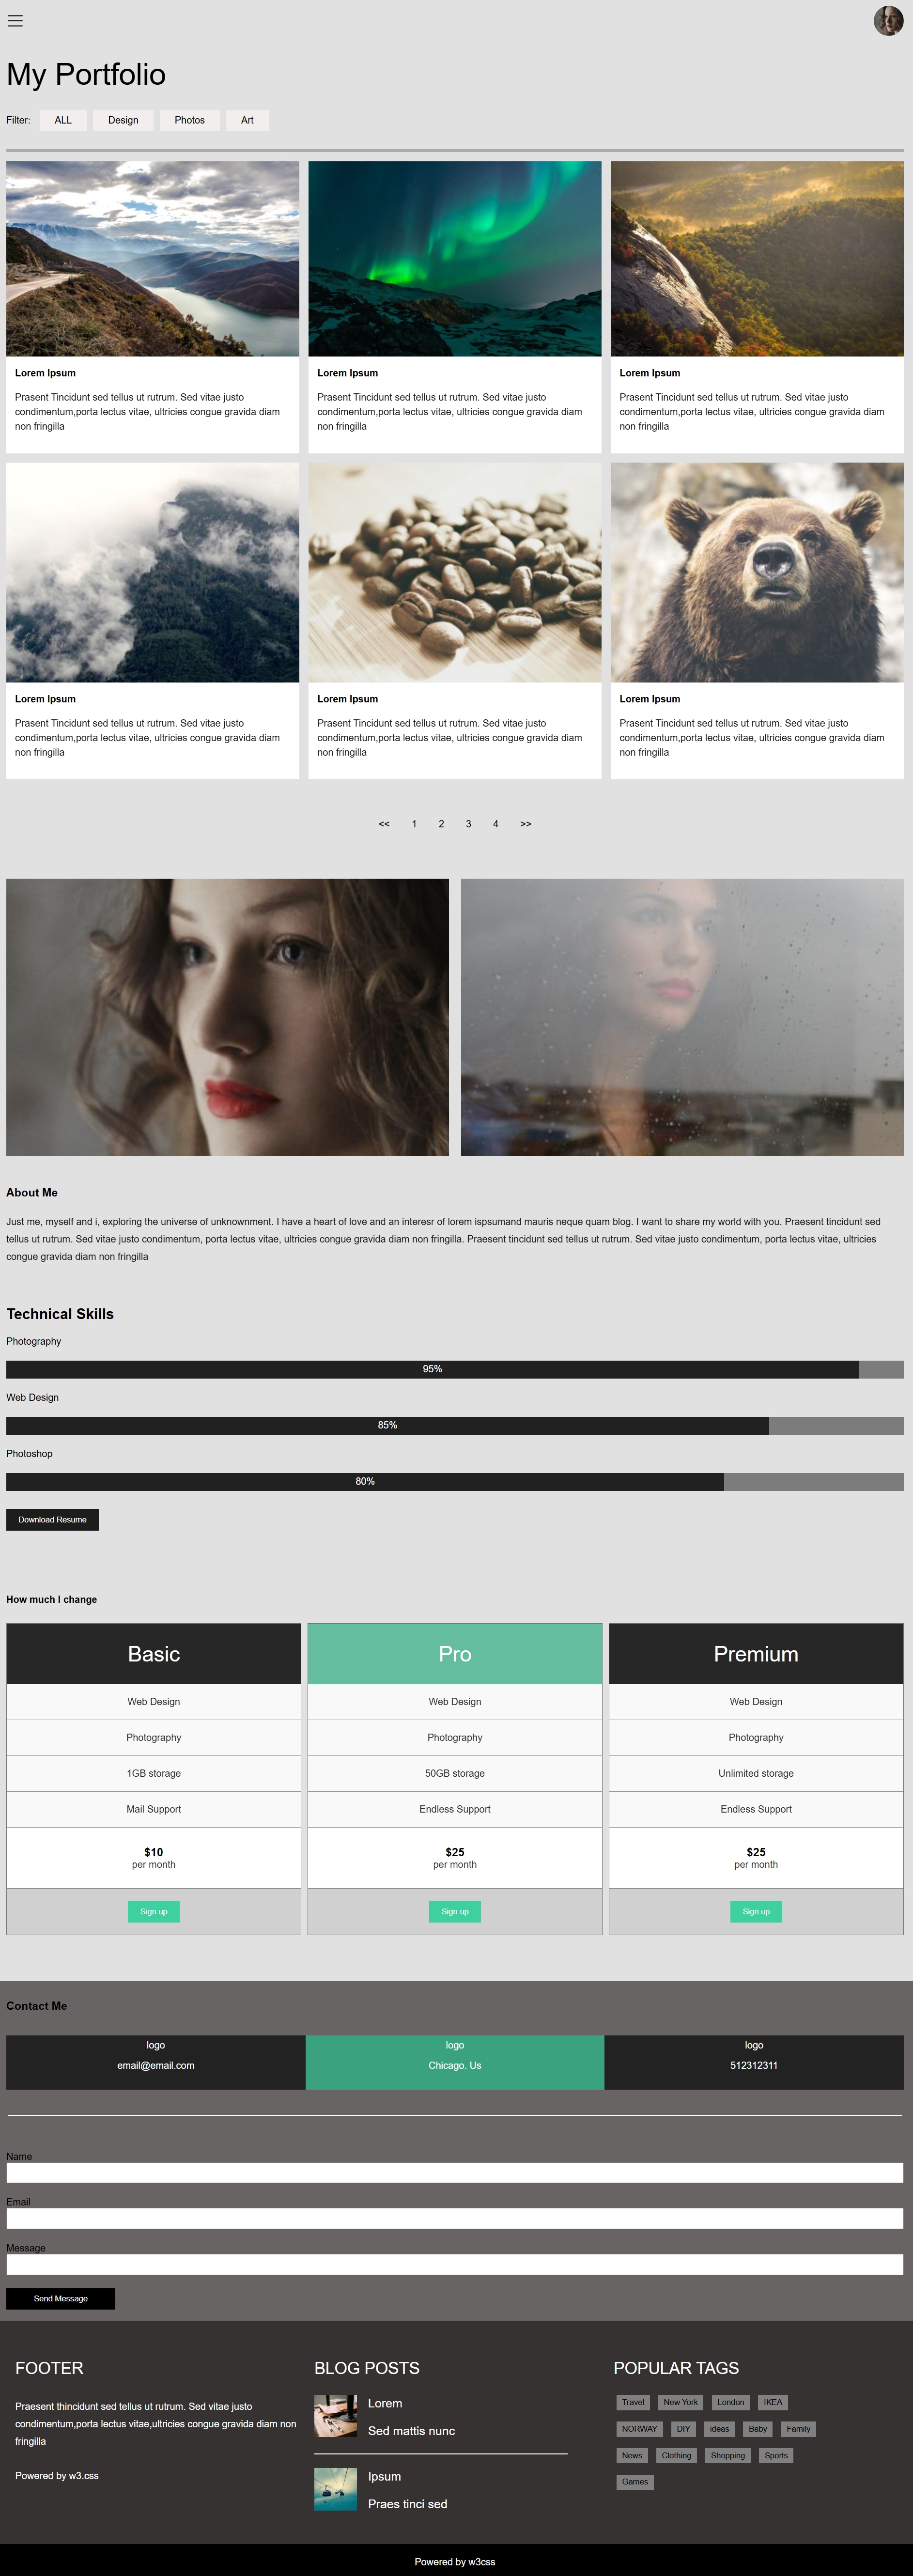 My Portfolio
Filter: ALL Design Photos Art
Lorem Ipsum
Prasent Tincidunt sed tellus ut rutrum. Sed vitae justo
condimentum,porta lectus vitae, ultricies congue gravida diam
non fringilla
Lorem Ipsum
Prasent Tincidunt sed tellus ut rutrum. Sed vitae justo
condimentum,porta lectus vitae, ultricies congue gravida diam
non fringilla
Lorem Ipsum
Prasent Tincidunt sed tellus ut rutrum. Sed vitae justo
condimentum,porta lectus vitae, ultricies congue gravida diam
non fringilla
Lorem Ipsum
Prasent Tincidunt sed tellus ut rutrum. Sed vitae justo
condimentum,porta lectus vitae, ultricies congue gravida diam
non fringilla
Lorem Ipsum
Prasent Tincidunt sed tellus ut rutrum. Sed vitae justo
condimentum,porta lectus vitae, ultricies congue gravida diam
non fringilla
Lorem Ipsum
Prasent Tincidunt sed tellus ut rutrum. Sed vitae justo
condimentum,porta lectus vitae, ultricies congue gravida diam
non fringilla
<< 1 2 3 4 >>
About Me
Just me, myself and i, exploring the universe of unknownment. I have a heart of love and an interesr of lorem ispsumand mauris neque quam blog. I want to share my world with you. Praesent tincidunt sed
tellus ut rutrum. Sed vitae justo condimentum, porta lectus vitae, ultricies congue gravida diam non fringilla. Praesent tincidunt sed tellus ut rutrum. Sed vitae justo condimentum, porta lectus vitae, ultricies
congue gravida diam non fringilla
Technical Skills
Photography
95%
Web Design
85%
Photoshop
80%
Download Resume
How much I change
Basic
Web Design
Photography
1GB storage
Mail Support
$10
per month
Sign up
Pro
Web Design
Photography
50GB storage
Endless Support
$25
per month
Sign up
Premium
Web Design
Photography
Unlimited storage
Endless Support
$25
per month
Sign up
Contact Me
logo
email@email.com
logo
Chicago. Us
logo
512312311
Name
Email
Message
Send Message
FOOTER
Praesent thincidunt sed tellus ut rutrum. Sed vitae justo
condimentum,porta lectus vitae,ultricies congue gravida diam non
fringilla
Powered by w3.css
BLOG POSTS
Lorem
Sed mattis nunc
Ipsum
Praes tinci sed
POPULAR TAGS
Travel New York London IKEA
NORWAY DIY ideas Baby Family
News Clothing Shopping Sports
Games
Powered by w3css